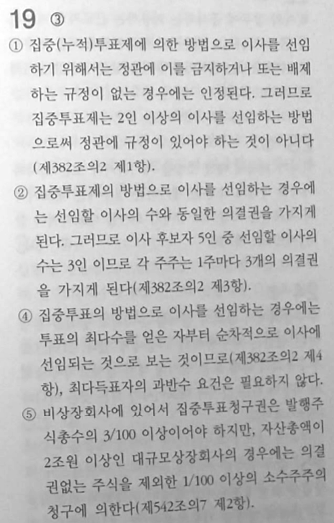 19 ③
① 집중(누적)투표제에 의한 방법으로 이사를 선임
하기 위해서는 정관에 이를 금지하거나 또는 배제
하는 규정이 없는 경우에는 인정된다. 그러므로
집중투표제는 2인 이상의 이사를 선임하는 방법
으로써 정관에 규정이 있어야 하는 것이 아니다
(제382조의2 제1항).
② 집중투표제의 방법으로 이사를 선임하는 경우에
는 선임할 이사의 수와 동일한 의결권을 가지게
된다. 그러므로 이사 후보자 5인 중 선임할 이사의
수는 3인 이므로 각 주주는 1주마다 3개의 의결권
을 가지게 된다(제382조의2 제3항).
④ 집중투표의 방법으로 이사를 선임하는 경우에는
투표의 최다수를 얻은 자부터 순차적으로 이사에
선임되는 것으로 보는 것이므로(제382조의2 제4
항), 최다득표자의 과반수 요건은 필요하지 않다.
⑤ 비상장회사에 있어서 집중투표청구권은 발행주
식총수의 3/100 이상이어야 하지만, 자산총액이
2조원 이상인 대규모상장회사의 경우에는 의결
권없는 주식을 제외한 1/100 이상의 소수주주의
청구에 의한다(제542조의7 제2항).